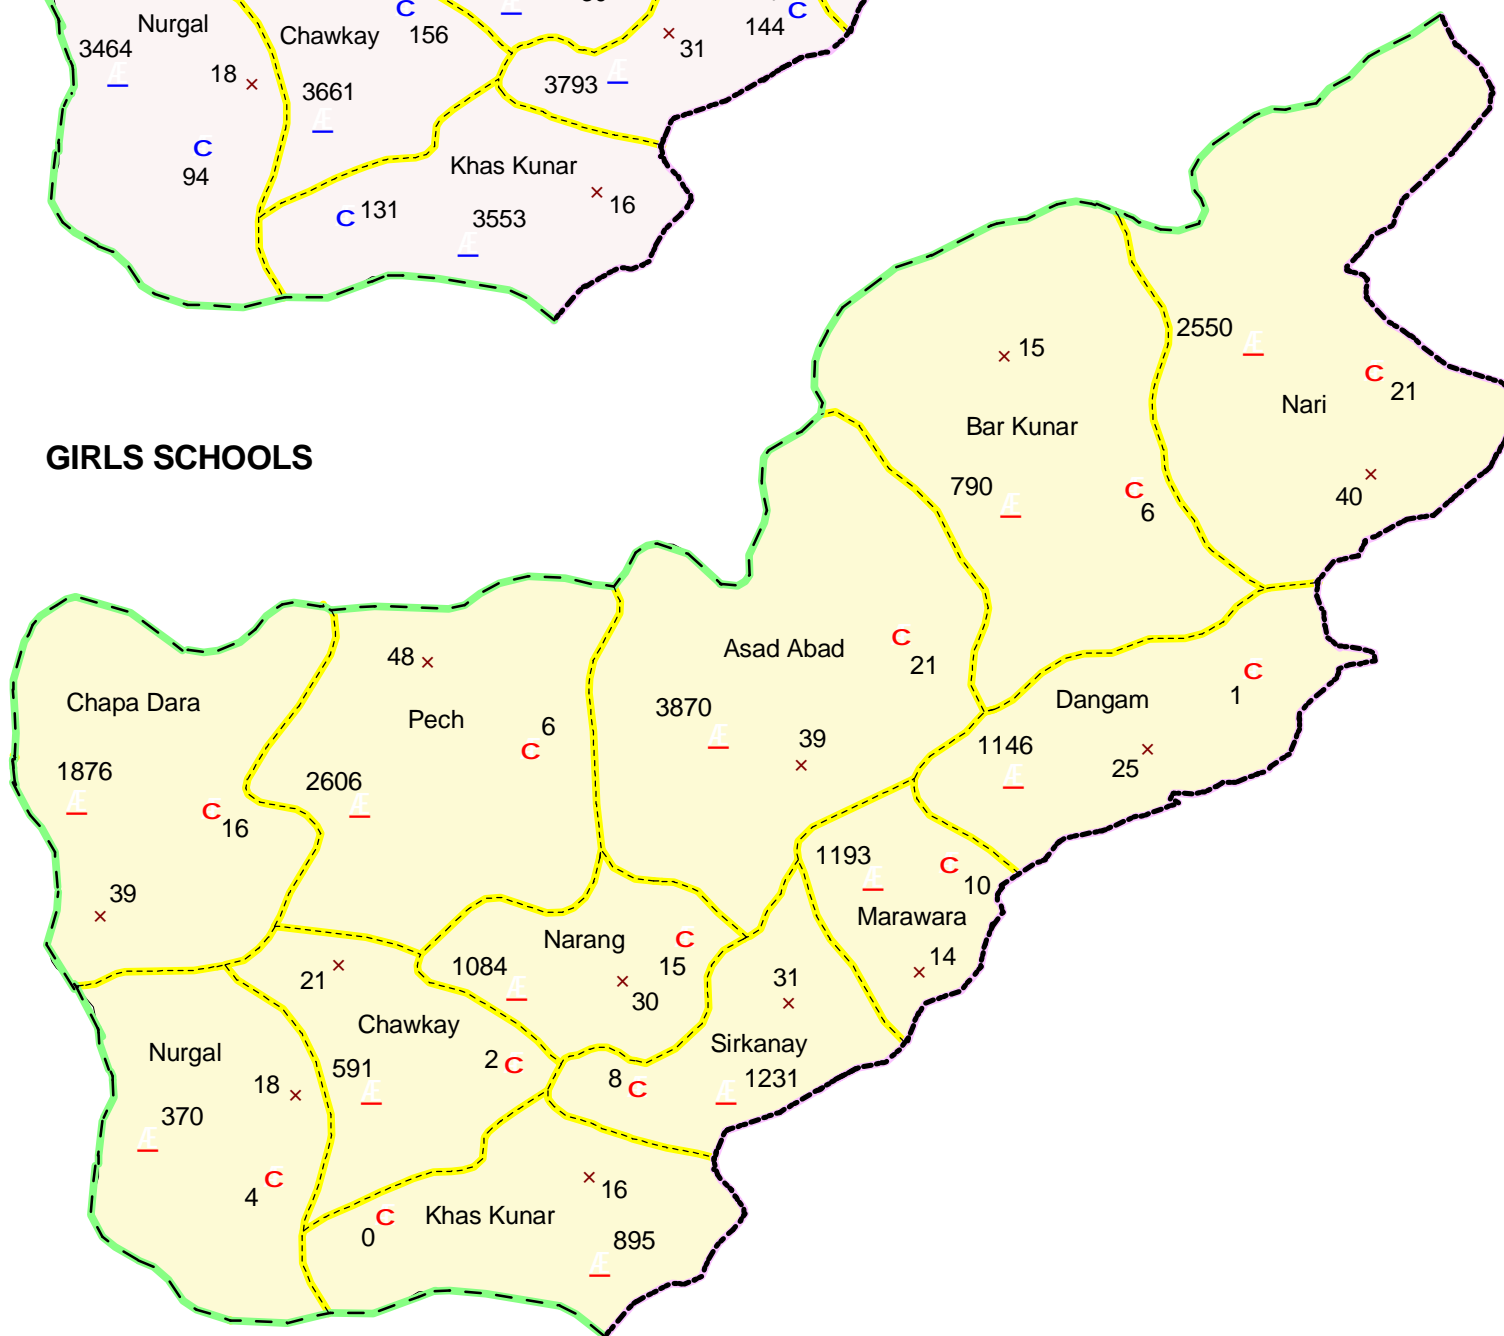 Nurgal
3464
18
94
Chawkay
C
156
3661
C
144
31
3793
C
Khas Kunar
16
C 131
3553
GIRLS SCHOOLS
15
Bar Kunar
790
C
6
2550
C
21
Nari
40
Asad Abad
C
21
3870
39
48
Pech
6
C
2606
Chapa Dara
1876
C
16
39
Dangam
C
1
1146
25
1193
C
10
Marawara
14
Narang
C
15
1084
30
31
Sirkanay
8 C
1231
21
Chawkay
2 C
591
Nurgal
18
370
C
4
16
Khas Kunar
C
0
895